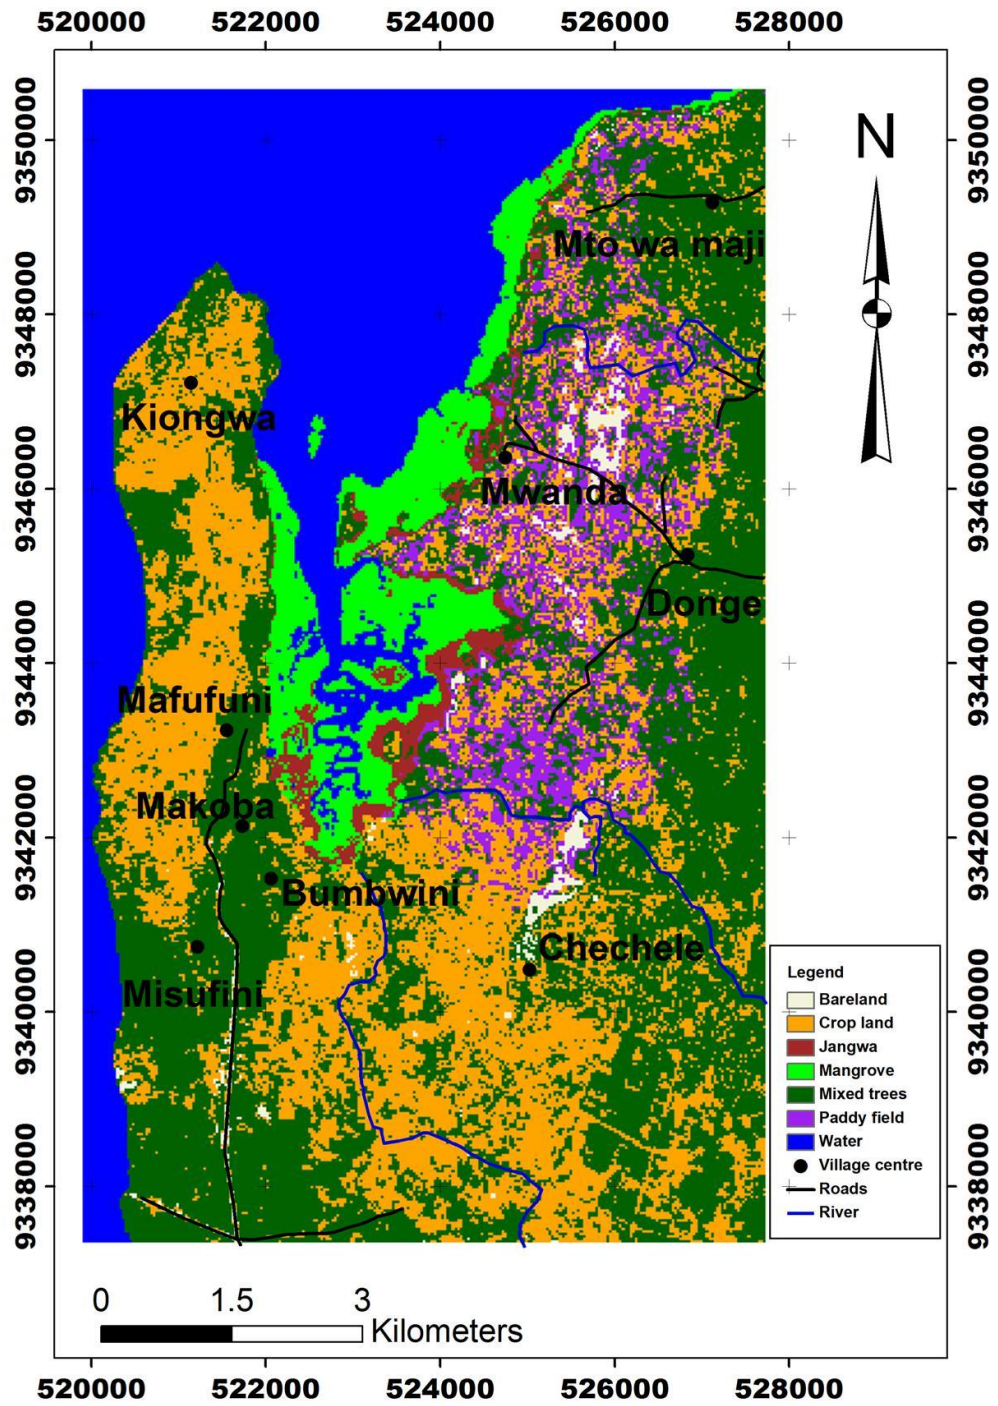 520000 522000 524000 526000 528000
9350000 9350000
N
Mto wa maji
9348000 9348000
Kiongwa
9346000 9346000
Mwanda
Donge
9344000 9344000
Mafufuni
Makoba
9342000 9342000
Bumbwini
Chechele
Misufini
9340000 9340000
Legend
Bareland
Crop land
Jangwa
Mangrove
Mixed trees
Paddy field
Water
Village centre
Roads
River
9338000 9338000
0 1.5 3
Kilometers
520000 522000 524000 526000 528000